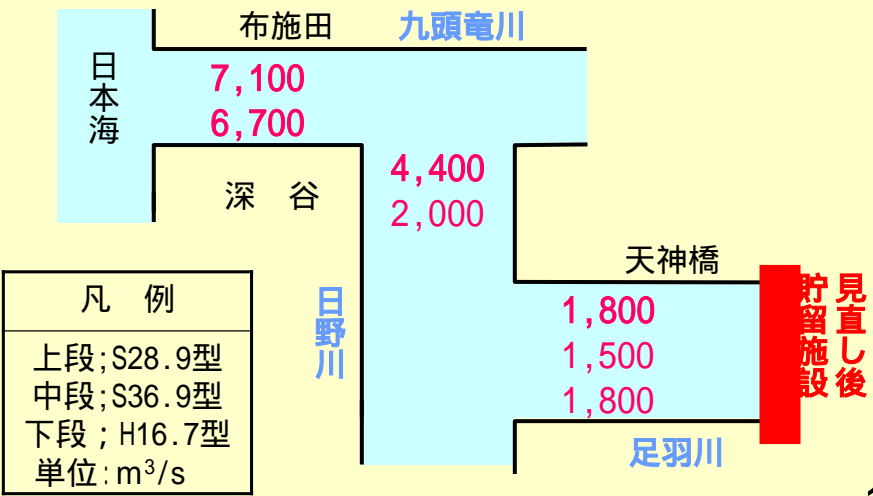 布施田
九頭竜川
日本海
7,100
6,700
深 谷
4,400
2,000
天神橋
凡 例
上段;S28.9型
中段;S36.9型
下段;H16.7型
単位:m³/s
日野川
1,800
1,500
1,800
見直し後
貯留施設
足羽川